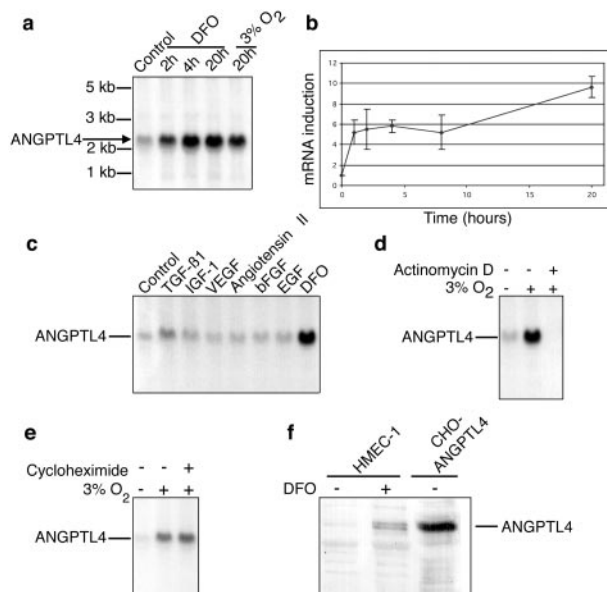 a
Control
DFO
3% O2
2h
4h
20h
20h
5 kb
3 kb
ANGPTL4
2 kb
1 kb
b
mRNA induction
12
10
8
6
4
2
0
0
5
10
15
20
Time (hours)
c
Control
TGF-ß1
IGF-1
VEGF
Angiotensin II
bFGF
EGF
DFO
ANGPTL4
d
Actinomycin D - - +
3% O2 - + +
ANGPTL4
e
Cycloheximide - - +
3% O2 - + +
ANGPTL4
f
HMEC-1
CHO-
ANGPTL4
DFO - + -
ANGPTL4